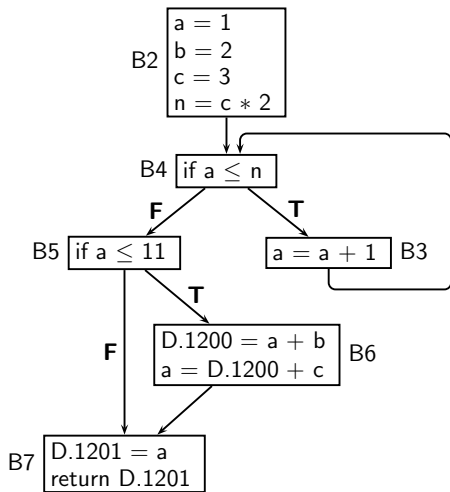 a = 1
b = 2
B2
c = 3
n = c * 2
B4
if a ≤ n
F
T
B5
if a ≤ 11
a = a + 1
B3
T
F
D.1200 = a + b
a = D.1200 + c
B6
B7
D.1201 = a
return D.1201